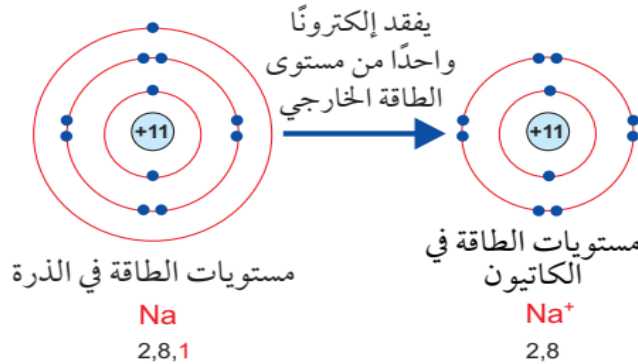 يفقد إلكترونًا
واحدًا من مستوى
الطاقة الخارجي
+11
+11
مستويات الطاقة في الذرة
Na
2,8,1
مستويات الطاقة في
الكاتيون
Na⁺
2,8